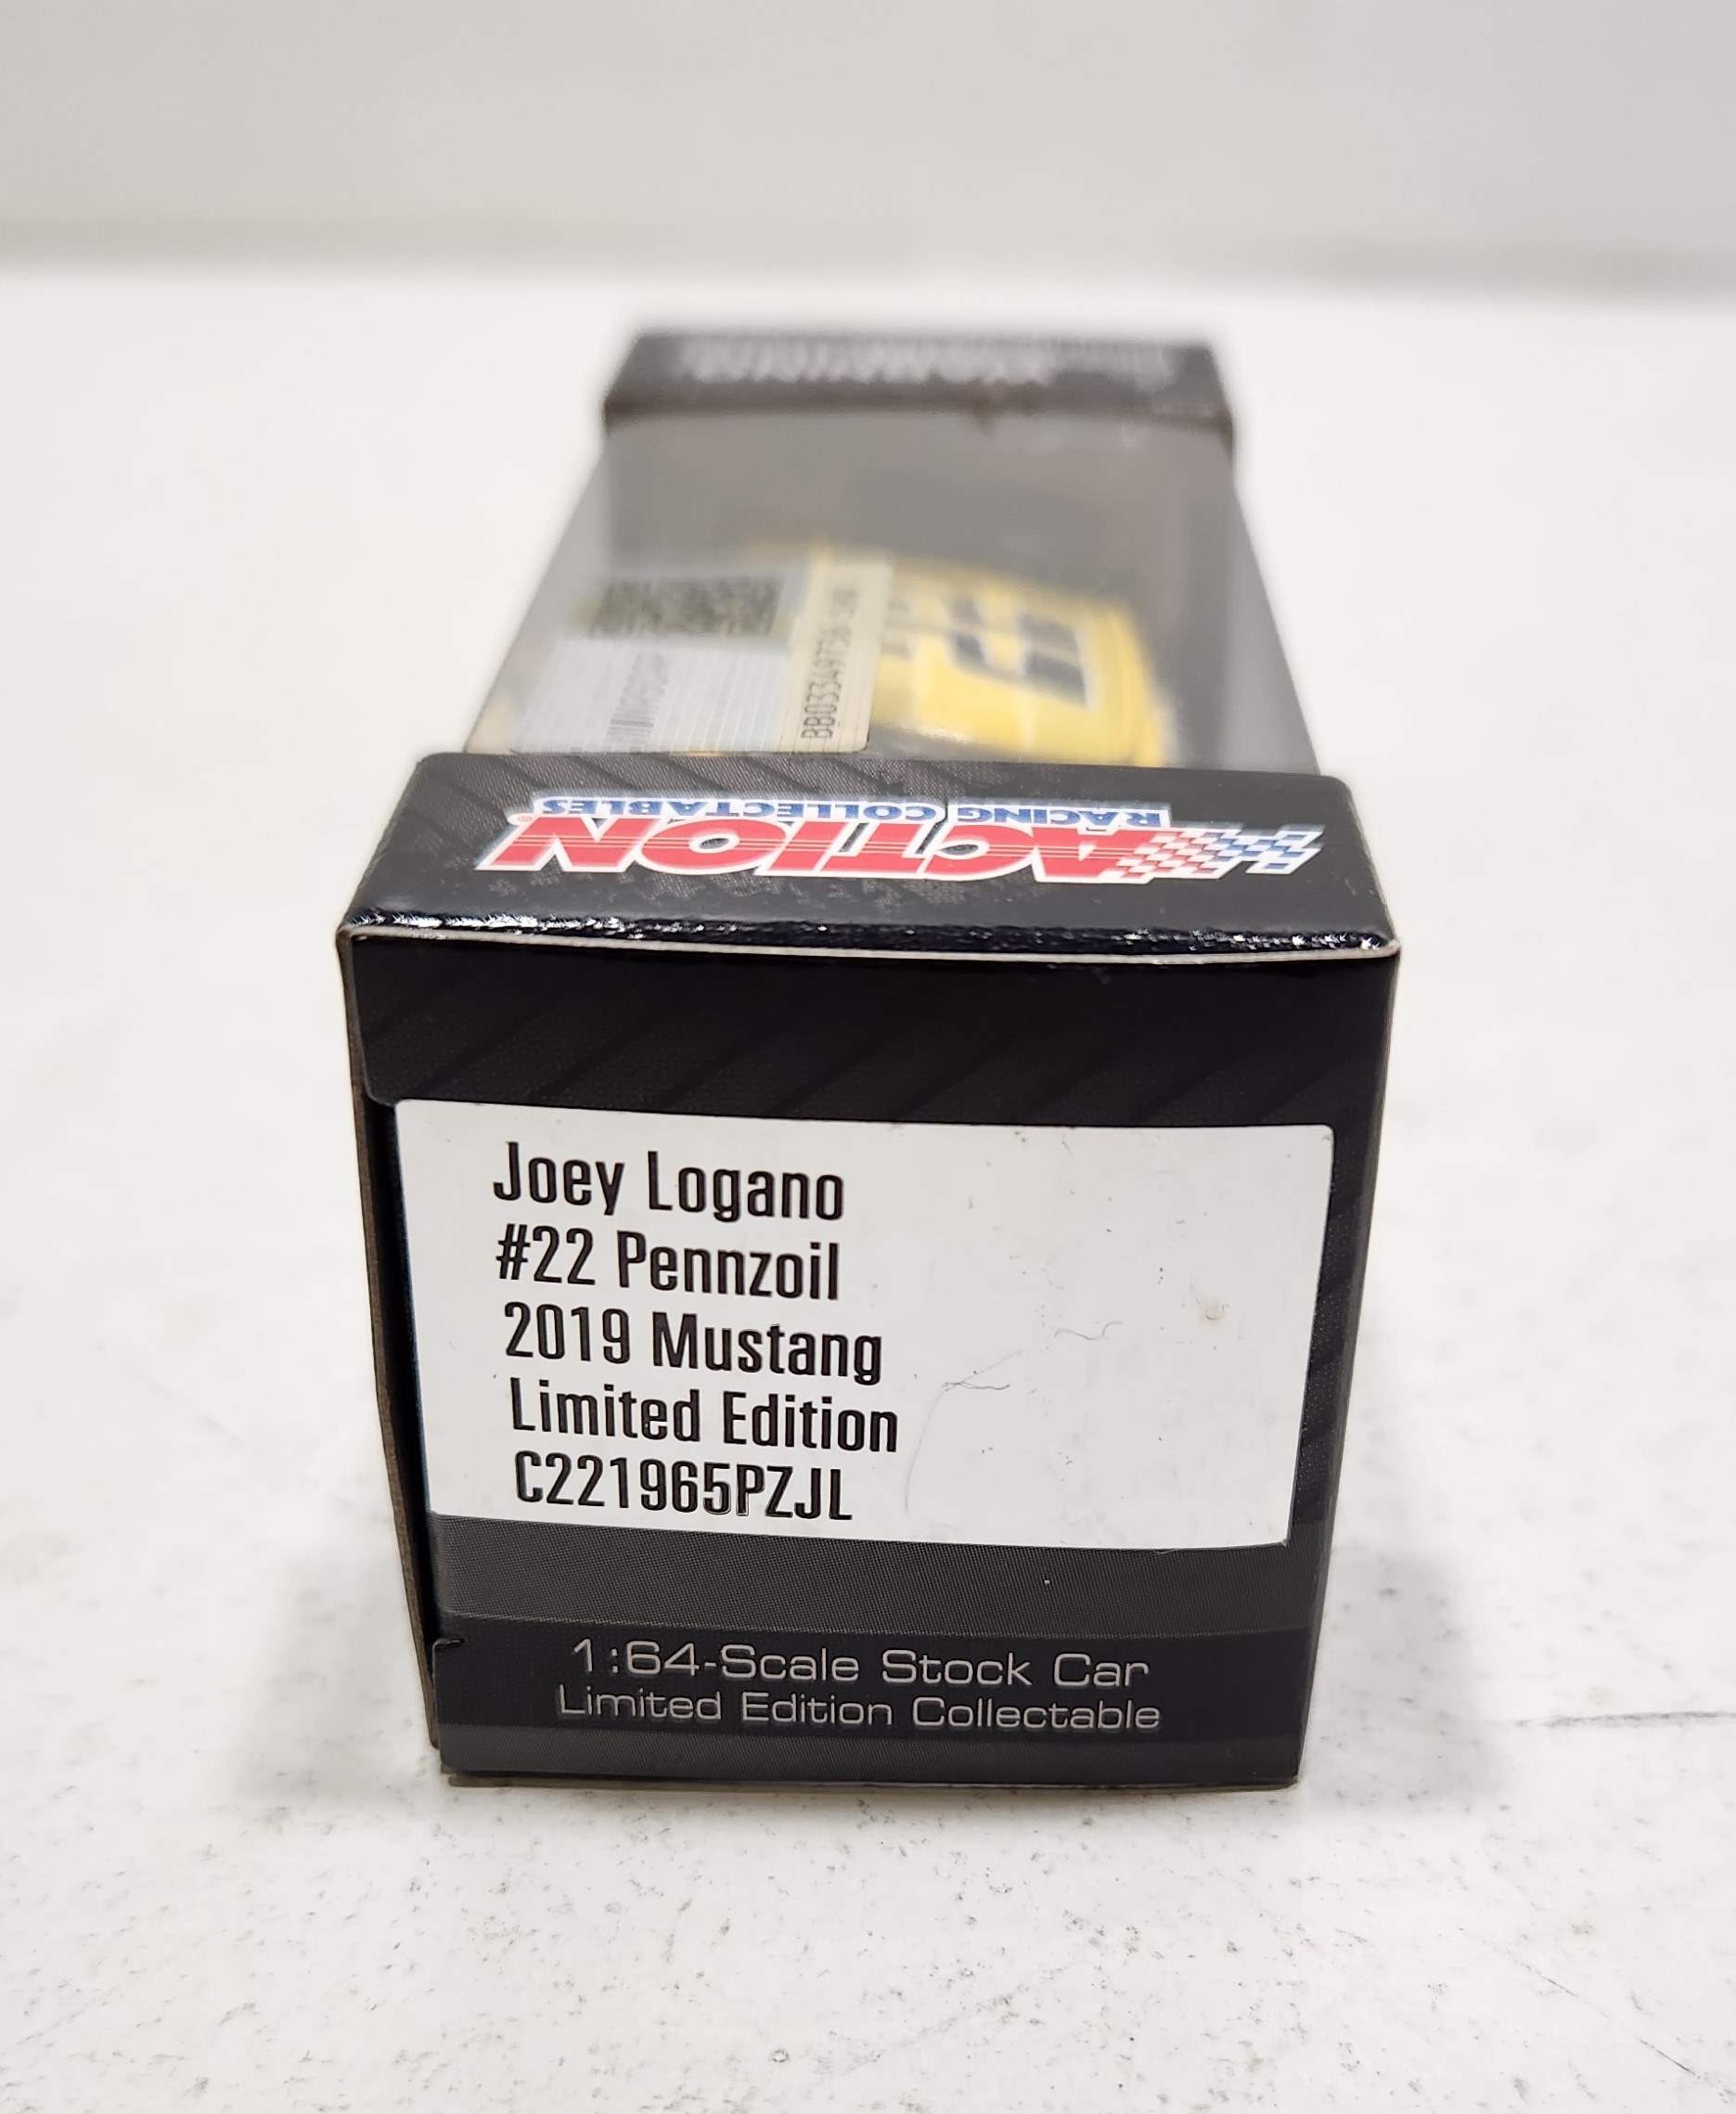 RACING COLLECTABLES
ACTION
Joey Logano
#22 Pennzoil
2019 Mustang
Limited Edition
C221965PZJL
1:64-Scale Stock Car
Limited Edition Collectable